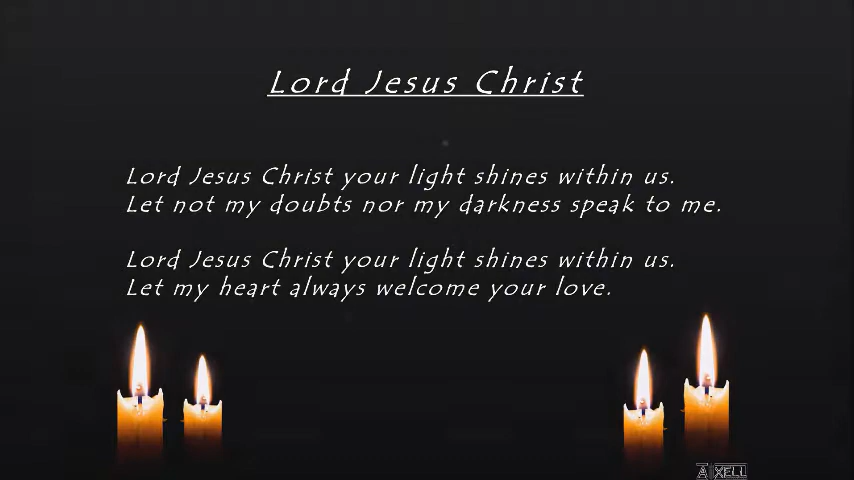 Lord Jesus Christ
Lord Jesus Christ your light shines within us.
Let not my doubts nor my darkness speak to me.
Lord Jesus Christ your light shines within us.
Let my heart always welcome your love.
AXELL